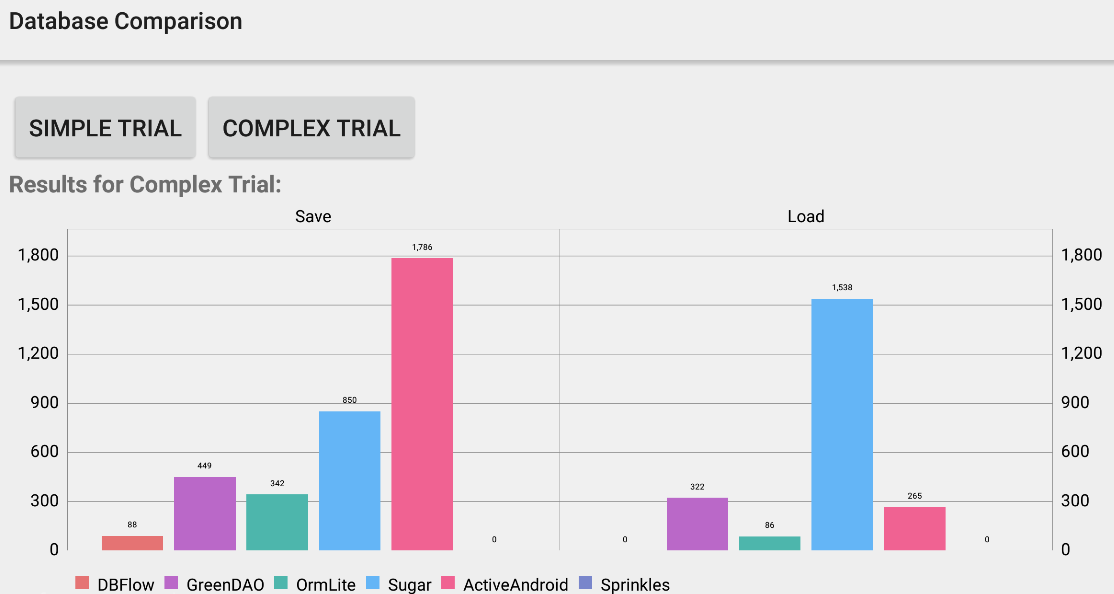 Database Comparison
SIMPLE TRIAL COMPLEX TRIAL
Results for Complex Trial:
Save Load
1,786
1,800 1,800
1,538
1,500 1,500
1,200 1,200
850
900 900
600 600
449
322
342
300 265 300
88 86
0 0 0 0 0
DBFlow GreenDAO OrmLite Sugar ActiveAndroid Sprinkles